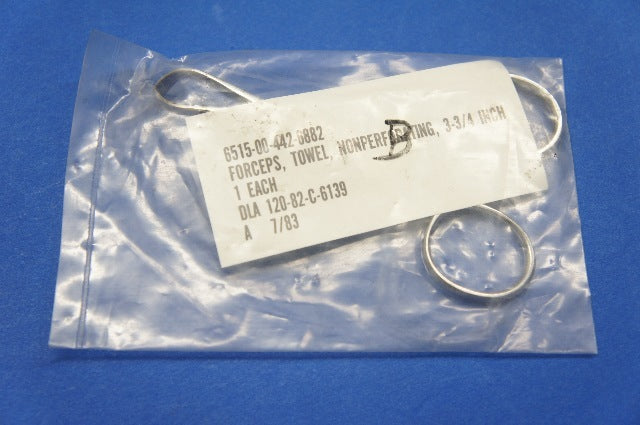 6515-00-442-6882
FORCEPS, TOWEL, NONPERFORATING, 3-3/4 INCH
1 EACH
DLA 120-82-C-6139
A 7/83
B